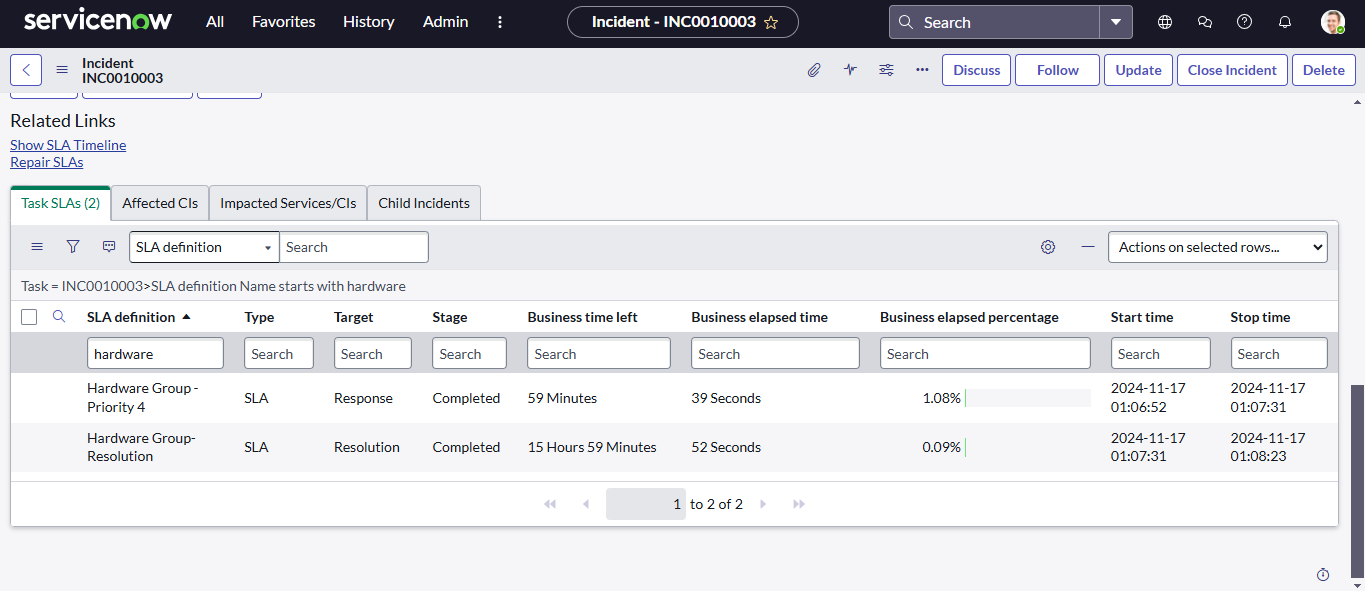 servicenow All Favorites History Admin Incident - INC0010003 Search
Incident
INC0010003
Discuss Follow Update Close Incident Delete
Related Links
Show SLA Timeline
Repair SLAs
Task SLAs (2) Affected CIs Impacted Services/CIs Child Incidents
SLA definition Search Actions on selected rows...
Task = INC0010003>SLA definition Name starts with hardware
SLA definition Type Target Stage Business time left Business elapsed time Business elapsed percentage Start time Stop time
hardware Search Search Search Search Search Search Search Search
Hardware Group - 2024-11-17 2024-11-17
SLA Response Completed 59 Minutes 39 Seconds 1.08%
Priority 4 01:06:52 01:07:31
Hardware Group- 2024-11-17 2024-11-17
SLA Resolution Completed 15 Hours 59 Minutes 52 Seconds 0.09%
Resolution 01:07:31 01:08:23
1 to 2 of 2